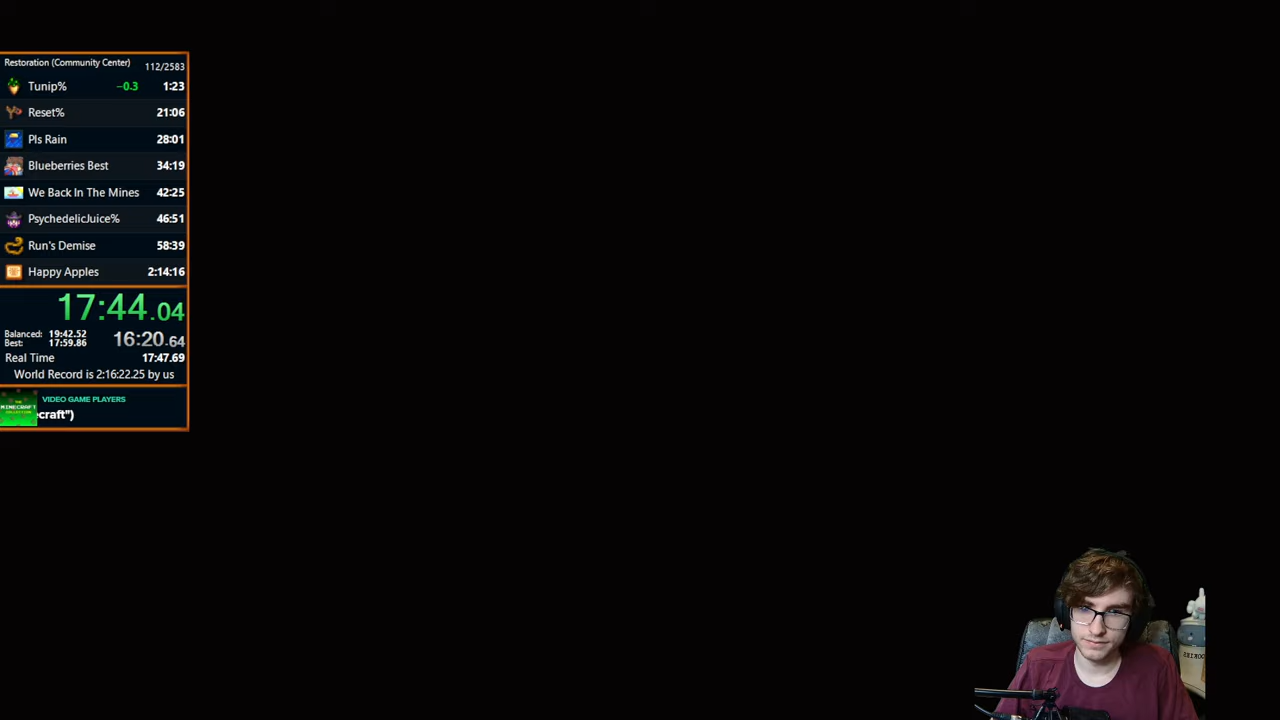 Restoration (Community Center)
112/2583
Tunip% −0.3 1:23
Reset% 21:06
Pls Rain 28:01
Blueberries Best 34:19
We Back In The Mines 42:25
PsychedelicJuice% 46:51
Run's Demise 58:39
Happy Apples 2:14:16
17:44.04
Balanced: 19:42.52
Best: 17:59.86
16:20.64
Real Time 17:47.69
World Record is 2:16:22.25 by us
THE
MINECRAFT
COLLECTION
VIDEO GAME PLAYERS
craft")